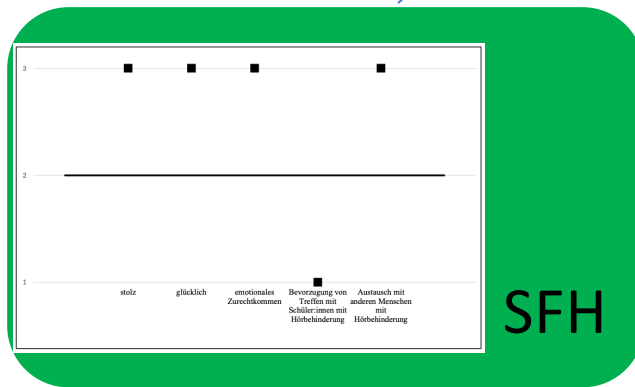 3
2
1
stolz
glücklich
emotionales
Zurechtkommen
Bevorzugung von
Treffen mit
Schüler:innen mit
Hörbehinderung
Austausch mit
anderen Menschen
mit
Hörbehinderung
SFH